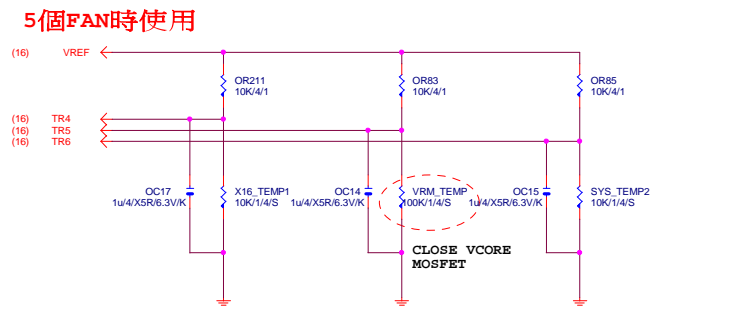 5個FAN時使用
(16) VREF
OR211
10K/4/1
OR83
10K/4/1
OR85
10K/4/1
(16) TR4
(16) TR5
(16) TR6
OC17
1u/4/X5R/6.3V/K
X16_TEMP1
10K/1/4/S
OC14
1u/4/X5R/6.3V/K
VRM_TEMP
100K/1/4/S
OC15
1u/4/X5R/6.3V/K
SYS_TEMP2
10K/1/4/S
CLOSE VCORE
MOSFET